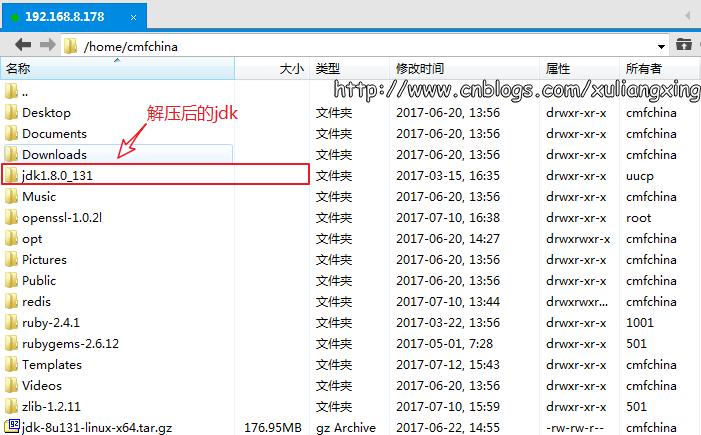 192.168.8.178 ×
/home/cmfchina
名称 大小 类型 修改时间 属性 所有者
..
http://www.cnblogs.com/xuliangxing
Desktop 文件夹 2017-06-20, 13:56 drwxr-xr-x cmfchina
解压后的jdk
Documents 文件夹 2017-06-20, 13:56 drwxr-xr-x cmfchina
Downloads 文件夹 2017-06-20, 13:56 drwxr-xr-x cmfchina
jdk1.8.0_131 文件夹 2017-03-15, 16:35 drwxr-xr-x uucp
Music 文件夹 2017-06-20, 13:56 drwxr-xr-x cmfchina
openssl-1.0.2l 文件夹 2017-07-10, 16:38 drwxr-xr-x root
opt 文件夹 2017-06-20, 14:27 drwxrwxr-x cmfchina
Pictures 文件夹 2017-06-20, 13:56 drwxr-xr-x cmfchina
Public 文件夹 2017-06-20, 13:56 drwxr-xr-x cmfchina
redis 文件夹 2017-07-10, 13:44 drwxrwxr... cmfchina
ruby-2.4.1 文件夹 2017-03-22, 13:56 drwxr-xr-x 1001
rubygems-2.6.12 文件夹 2017-05-01, 7:28 drwxr-xr-x 501
Templates 文件夹 2017-07-12, 15:43 drwxr-xr-x cmfchina
Videos 文件夹 2017-06-20, 13:56 drwxr-xr-x cmfchina
zlib-1.2.11 文件夹 2017-07-10, 15:59 drwxr-xr-x 501
jdk-8u131-linux-x64.tar.gz 176.95MB gz Archive 2017-06-22, 14:55 -rw-rw-r-- cmfchina